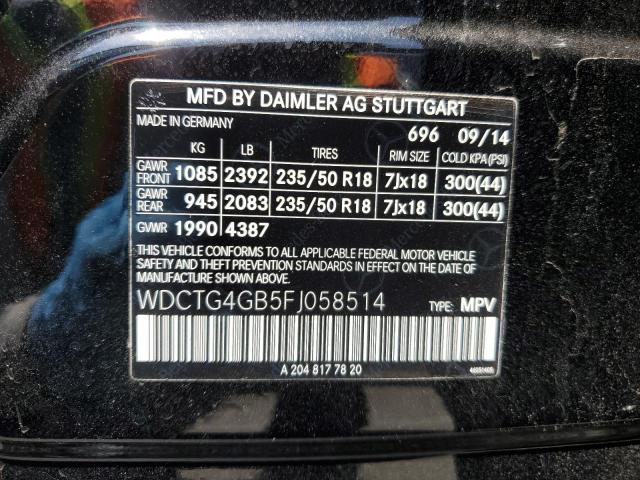 MFD BY DAIMLER AG STUTTGART
MADE IN GERMANY 696 09/14
KG LB TIRES RIM SIZE COLD KPA(PSI)
GAWR FRONT 1085 2392 235/50 R18 7Jx18 300(44)
GAWR REAR 945 2083 235/50 R18 7Jx18 300(44)
GVWR 1990 4387
THIS VEHICLE CONFORMS TO ALL APPLICABLE FEDERAL MOTOR VEHICLE
SAFETY AND THEFT PREVENTION STANDARDS IN EFFECT ON THE DATE
OF MANUFACTURE SHOWN ABOVE.
WDCTG4GB5FJ058514 TYPE: MPV
A 204 817 78 20